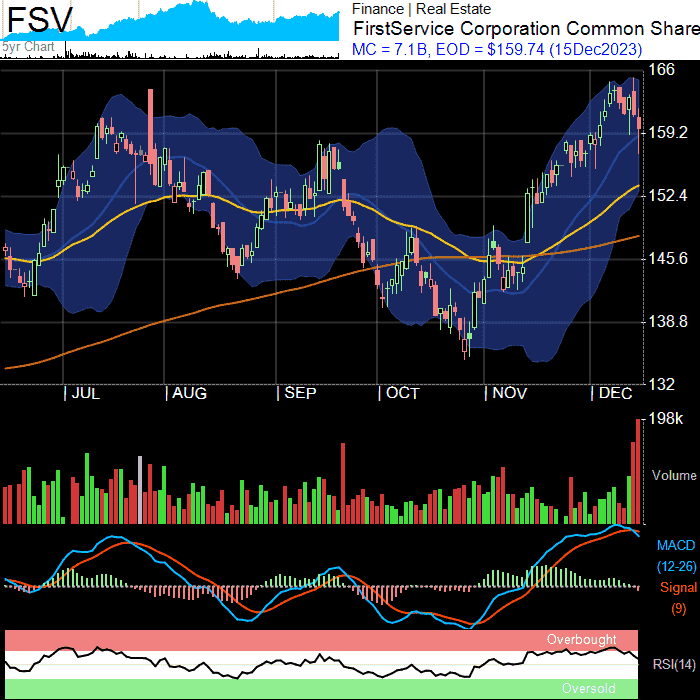 FSV
5yr Chart
Finance | Real Estate
FirstService Corporation Common Share
MC = 7.1B, EOD = $159.74 (15Dec2023)
166
159.2
152.4
145.6
138.8
132
JUL AUG SEP OCT NOV DEC
198k
Volume
MACD
(12-26)
Signal
(9)
Overbought
RSI(14)
Oversold